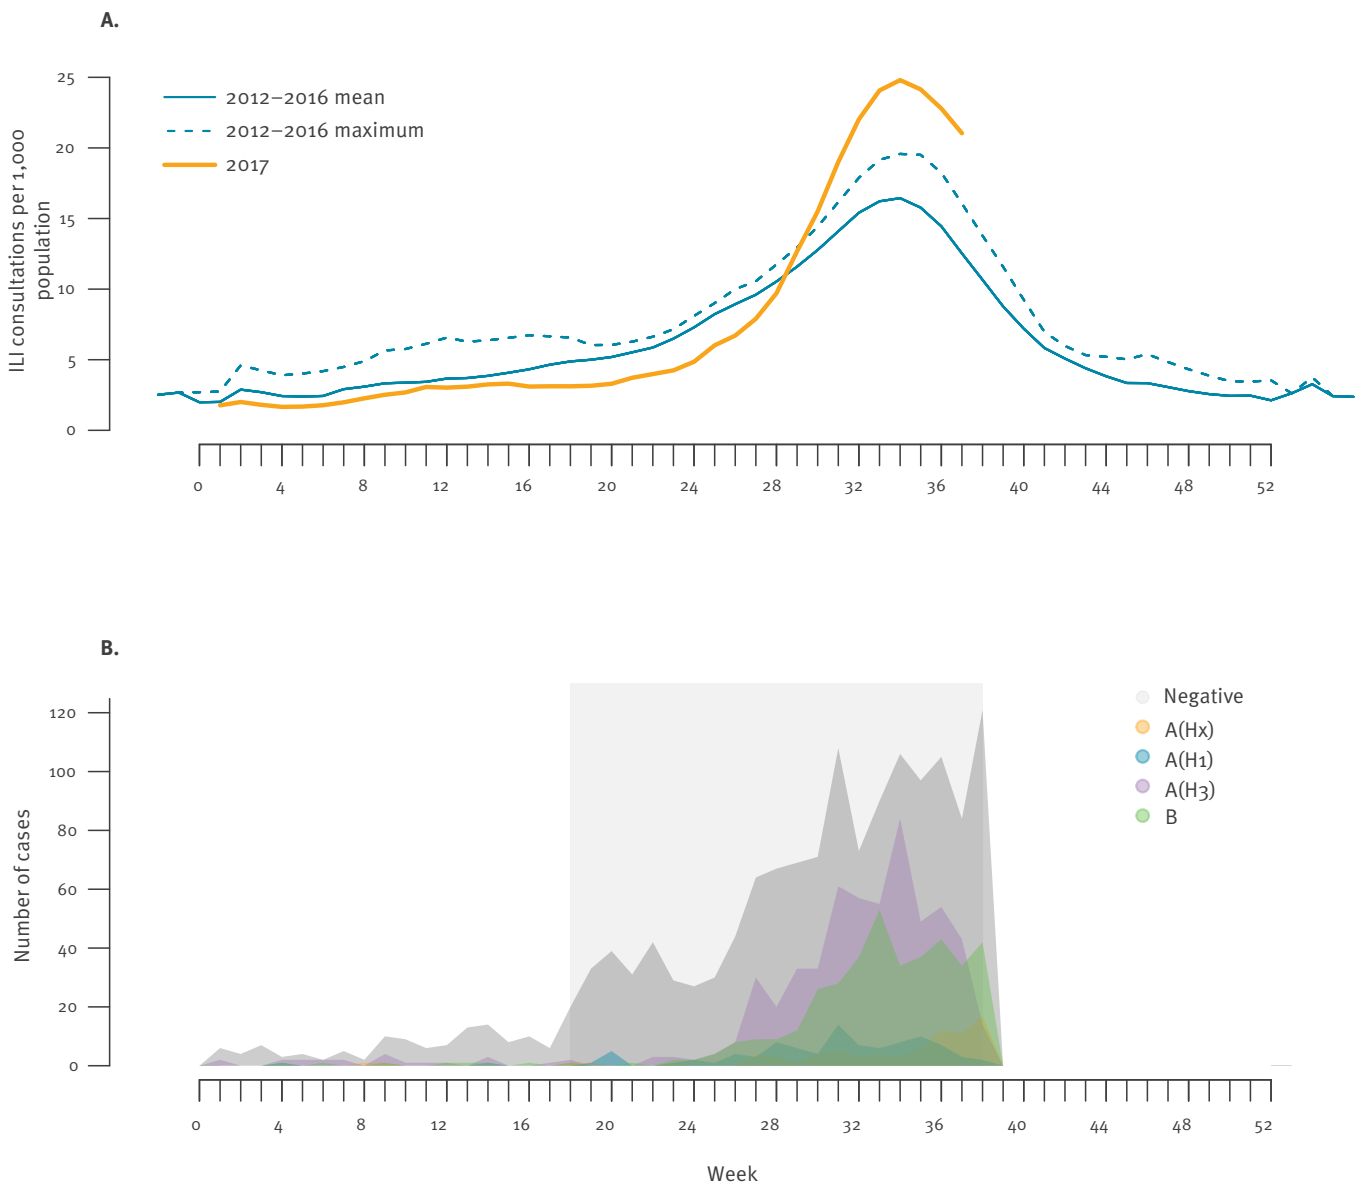 A.
ILI consultations per 1,000
population
25
20
15
10
5
0
2012–2016 mean
2012–2016 maximum
2017
0 4 8 12 16 20 24 28 32 36 40 44 48 52
B.
Number of cases
120
100
80
60
40
20
0
Negative
A(Hx)
A(H1)
A(H3)
B
0 4 8 12 16 20 24 28 32 36 40 44 48 52
Week